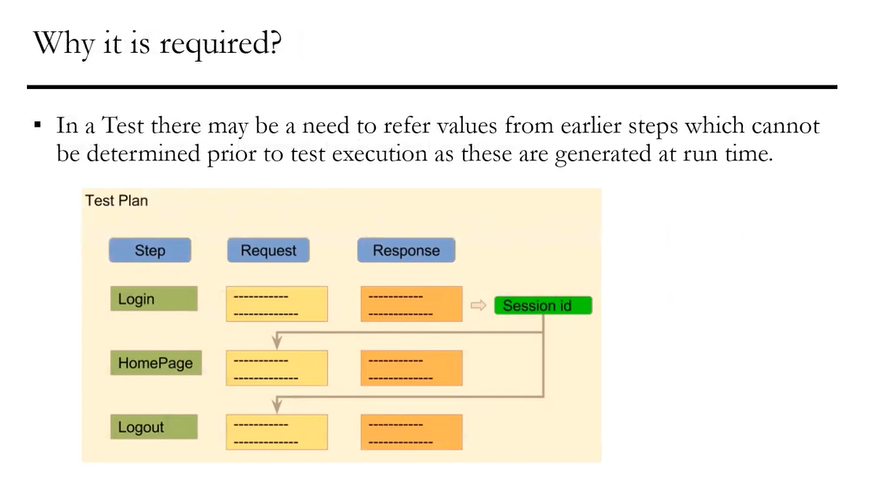 Why it is required?
▪ In a Test there may be a need to refer values from earlier steps which cannot
be determined prior to test execution as these are generated at run time.
Test Plan
Step Request Response
Login
-----------
-------------
-----------
-------------
Session id
HomePage
-----------
-------------
-----------
-------------
Logout
-----------
-------------
-----------
-------------